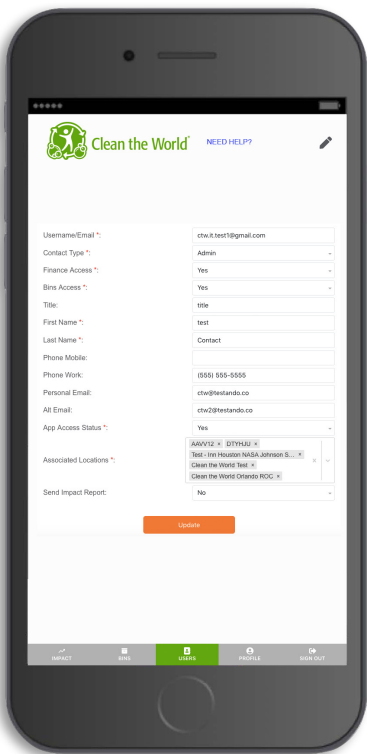 Clean the World
NEED HELP?
Username/Email *: ctw.it.test1@gmail.com
Contact Type *: Admin
Finance Access *: Yes
Bins Access *: Yes
Title: title
First Name *: test
Last Name *: Contact
Phone Mobile:
Phone Work: (555) 555-5555
Personal Email: ctw@testando.co
Alt Email: ctw2@testando.co
App Access Status *: Yes
Associated Locations *:
AAVV12 × DTYHJU ×
Test - Inn Houston NASA Johnson S... ×
Clean the World Test ×
Clean the World Orlando ROC ×
Send Impact Report: No
Update
IMPACT BINS USERS PROFILE SIGN OUT